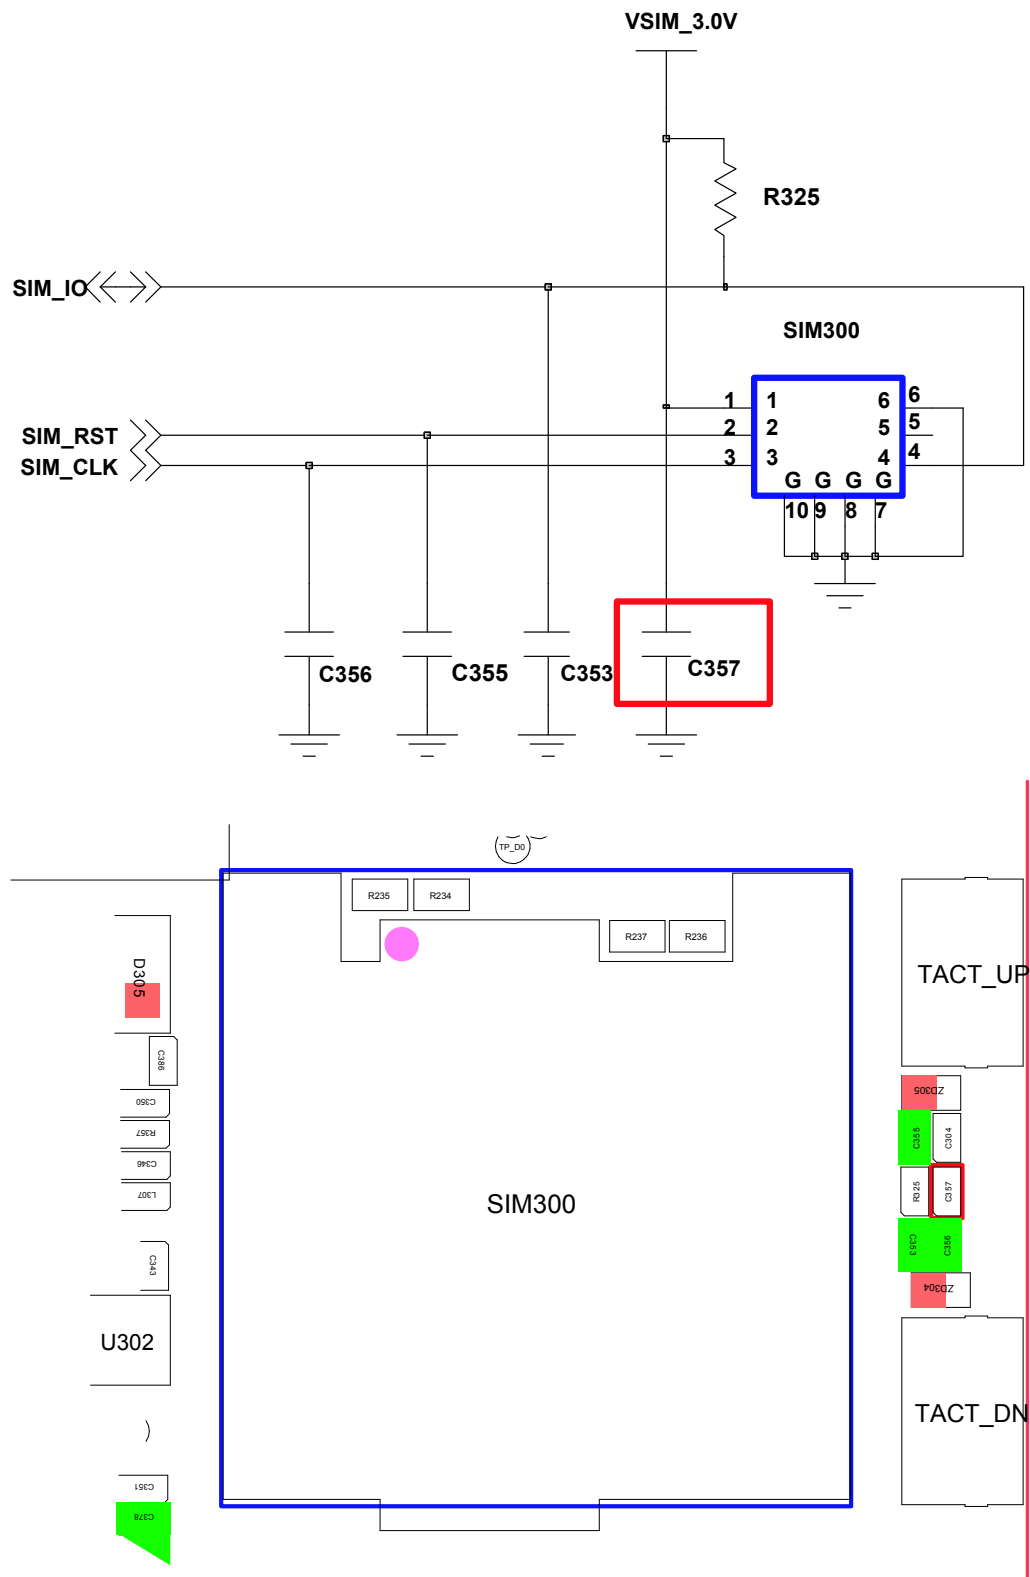 VSIM_3.0V
R325
SIM_IO
SIM300
1 1 6 6
SIM_RST 2 2 5 5
SIM_CLK 3 3 4 4
G G G G
10 9 8 7
C356 C355 C353 C357
TP_D0
R235 R234
R237 R236
D305
TACT_UP
C386
ZD305
C350
C355 C304
R357
C346
R325 C357
L307
SIM300
C353 C356
C343
ZD304
U302
TACT_DN
C351
C378